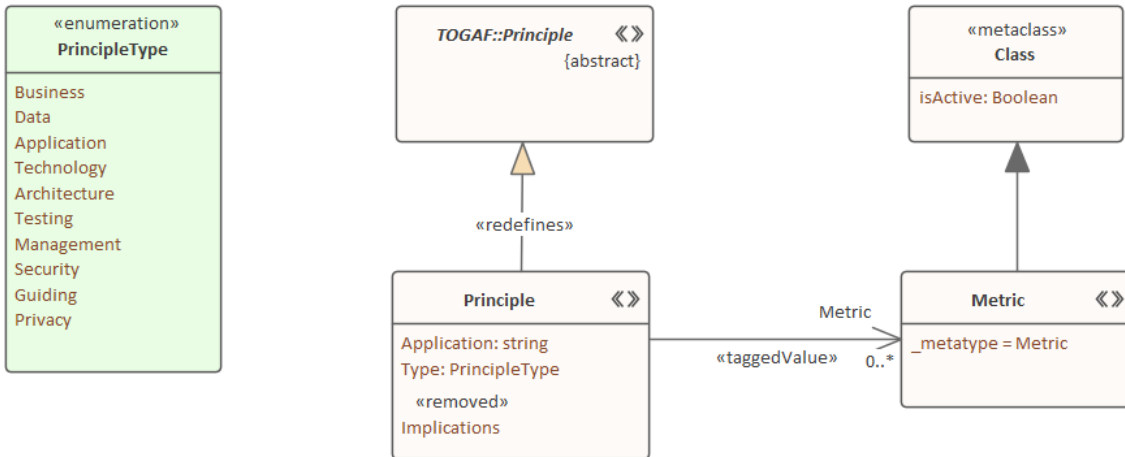 «enumeration»
PrincipleType
Business
Data
Application
Technology
Architecture
Testing
Management
Security
Guiding
Privacy
TOGAF::Principle
{abstract}
«metaclass»
Class
isActive: Boolean
«redefines»
Principle
Application: string
Type: PrincipleType
«removed»
Implications
Metric
«taggedValue»
0..*
Metric
_metatype = Metric